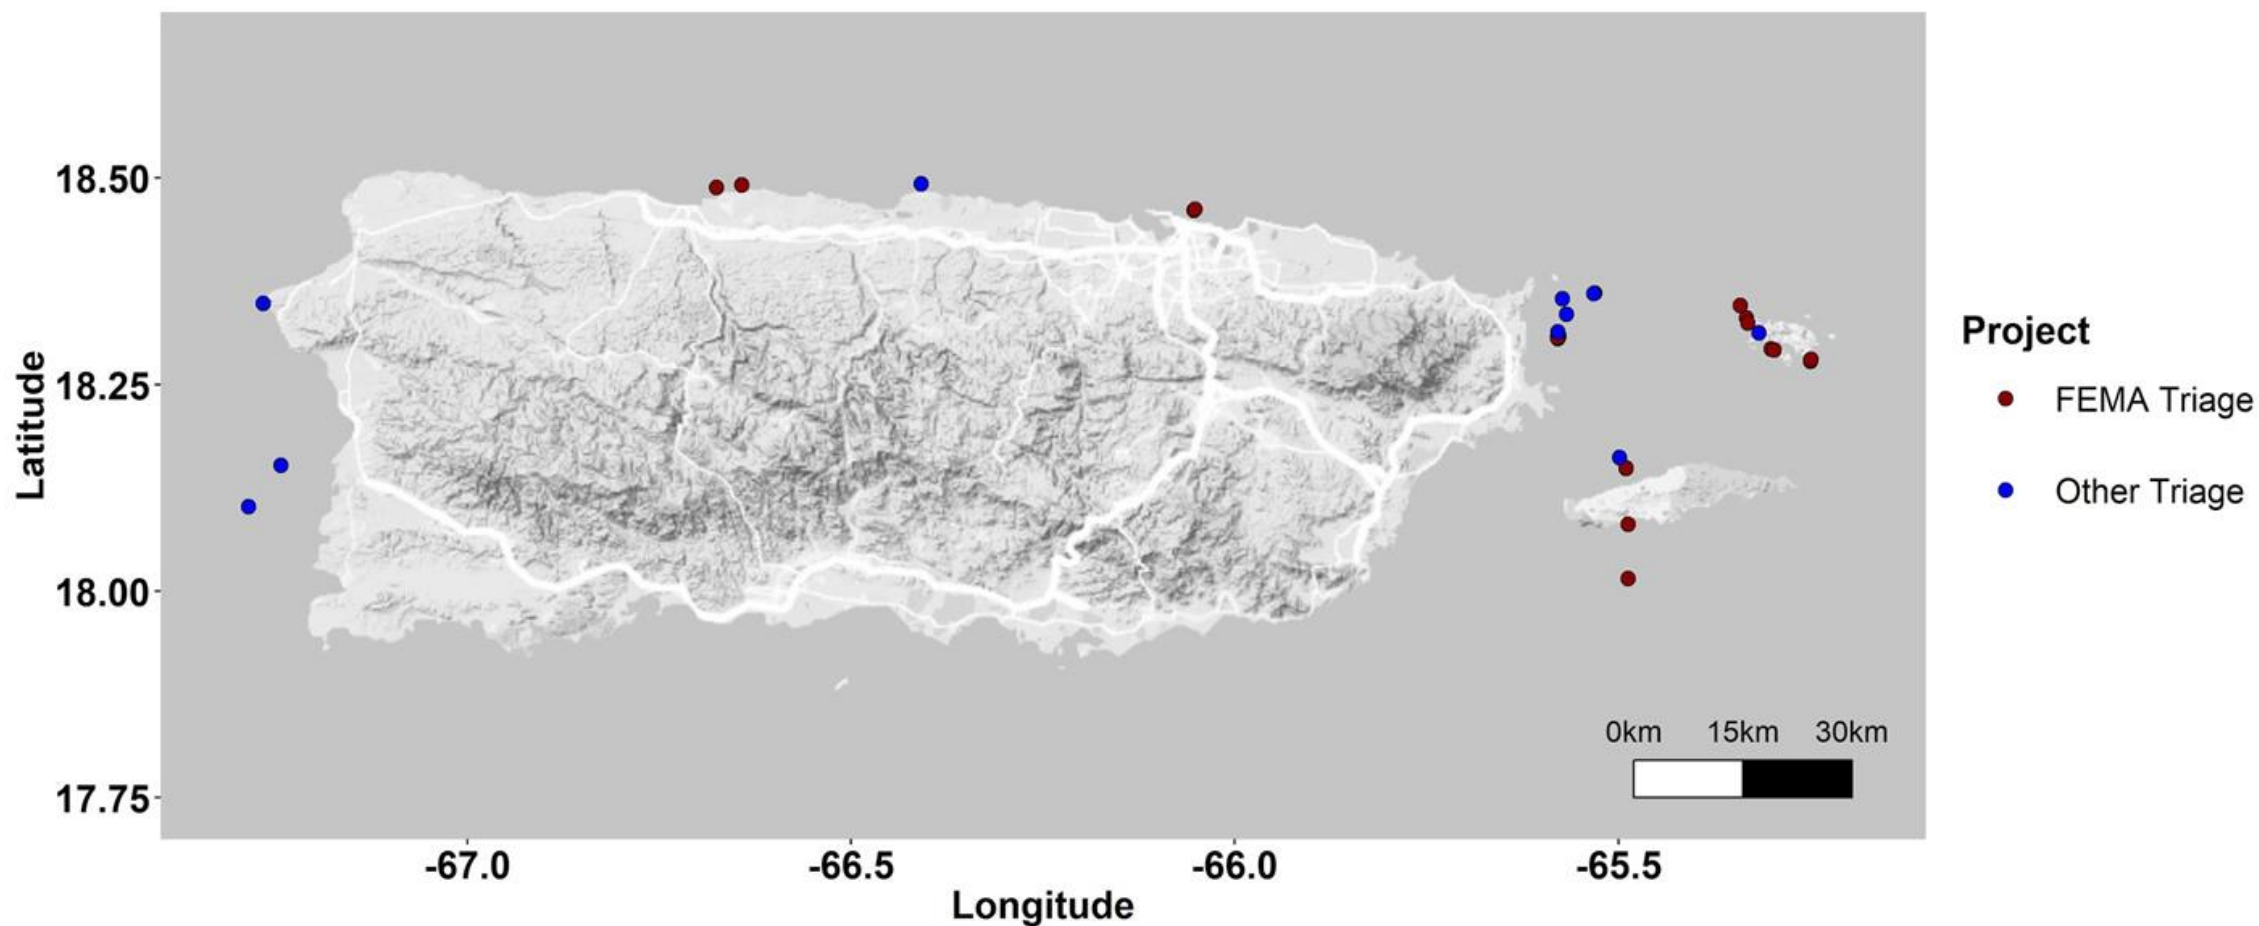 18.50
18.25
18.00
17.75
Latitude
-67.0 -66.5 -66.0 -65.5
Longitude
0km 15km 30km
Project
FEMA Triage
Other Triage